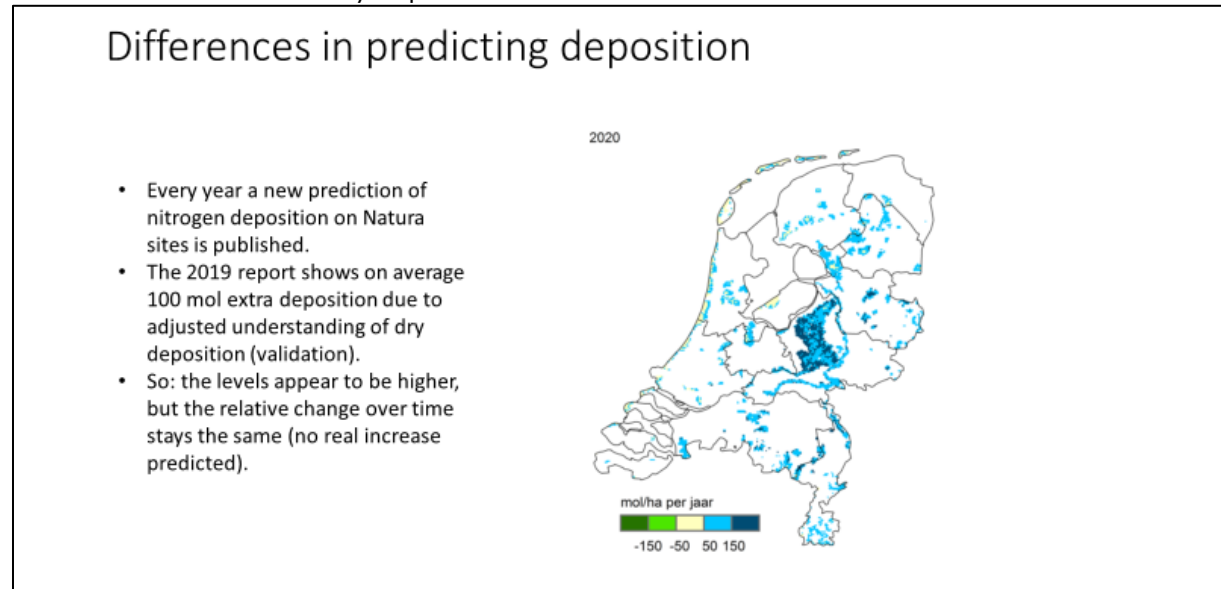 Differences in predicting deposition
2020
• Every year a new prediction of
nitrogen deposition on Natura
sites is published.
• The 2019 report shows on average
100 mol extra deposition due to
adjusted understanding of dry
deposition (validation).
• So: the levels appear to be higher,
but the relative change over time
stays the same (no real increase
predicted).
mol/ha per jaar
-150 -50 50 150